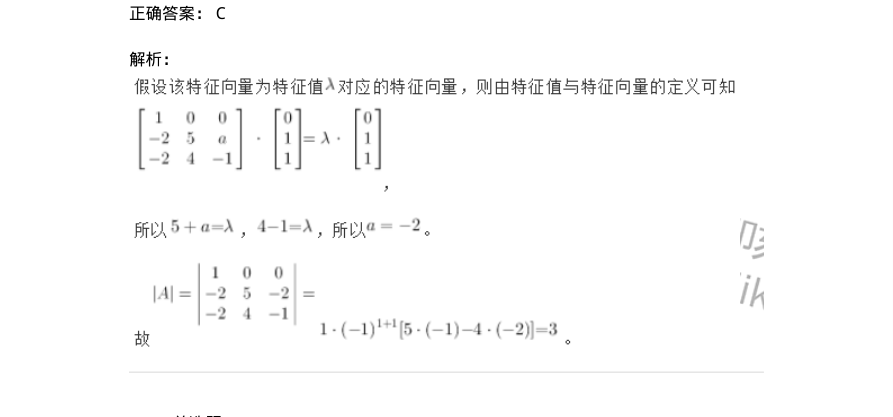 正确答案: C
解析:
假设该特征向量为特征值λ对应的特征向量，则由特征值与特征向量的定义可知
[1 0 0; -2 5 a; -2 4 -1] · [0; 1; 1] = λ · [0; 1; 1]，
所以 5 + a=λ， 4−1=λ，所以a = −2。
故 |A| = |1 0 0; -2 5 -2; -2 4 -1| = 1 · (−1)^{1+1}[5 · (−1)−4 · (−2)]=3 。